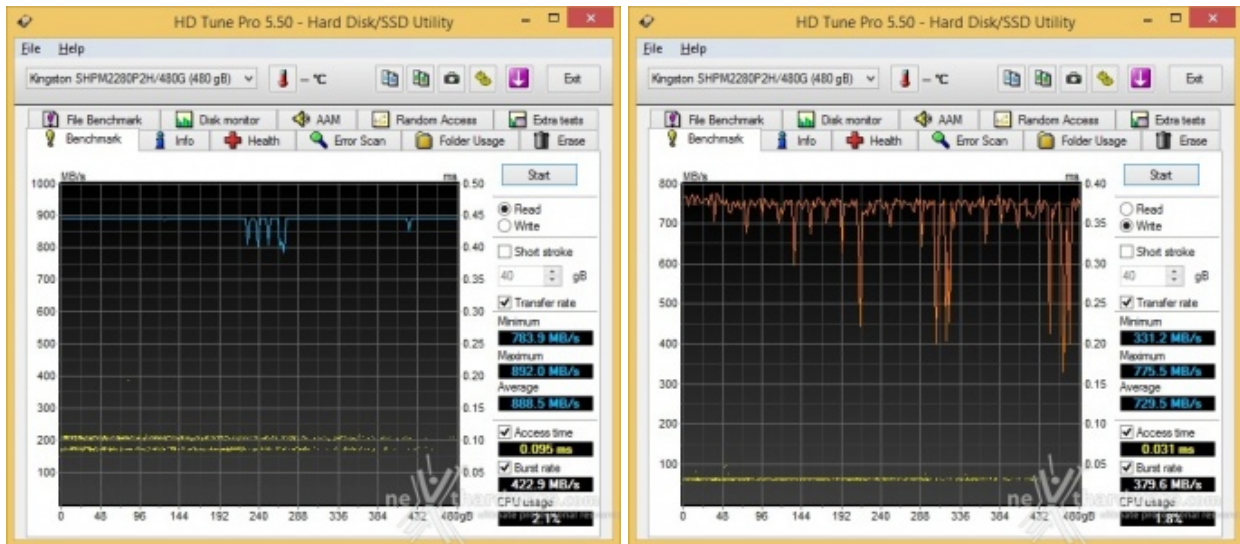 HD Tune Pro 5.50 - Hard Disk/SSD Utility
File Help
Kingston SHPM2280P2H/480G (480 gB)
– °C
Exit
File Benchmark Disk monitor AAM Random Access Extra tests
Benchmark Info Health Error Scan Folder Usage Erase
MB/s
ms
1000
900
800
700
600
500
400
300
200
100
0.50
0.45
0.40
0.35
0.30
0.25
0.20
0.15
0.10
0.05
0 48 96 144 192 240 288 336 384 432 480gB
Start
Read
Write
Short stroke
40 gB
Transfer rate
Minimum
783.9 MB/s
Maximum
892.0 MB/s
Average
888.5 MB/s
Access time
0.095 ms
Burst rate
422.9 MB/s
CPU usage
2.1%
HD Tune Pro 5.50 - Hard Disk/SSD Utility
File Help
Kingston SHPM2280P2H/480G (480 gB)
– °C
Exit
File Benchmark Disk monitor AAM Random Access Extra tests
Benchmark Info Health Error Scan Folder Usage Erase
MB/s
ms
800
700
600
500
400
300
200
100
0.40
0.35
0.30
0.25
0.20
0.15
0.10
0.05
0 48 96 144 192 240 288 336 384 432 480gB
Start
Read
Write
Short stroke
40 gB
Transfer rate
Minimum
331.2 MB/s
Maximum
775.5 MB/s
Average
729.5 MB/s
Access time
0.031 ms
Burst rate
379.6 MB/s
CPU usage
1.8%